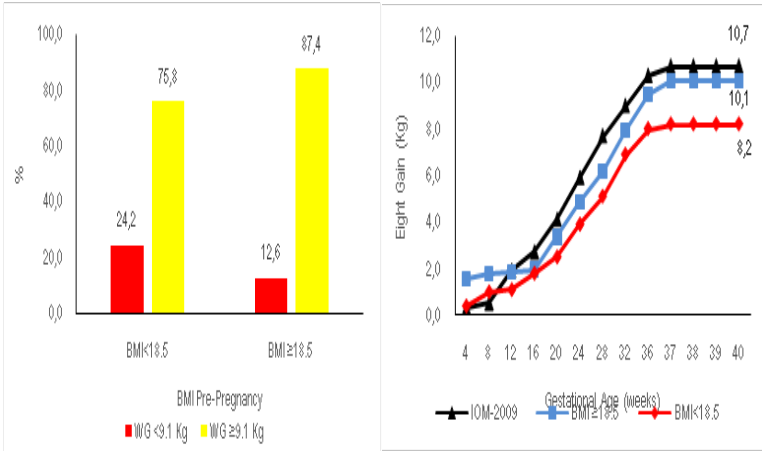 100,0
80,0
60,0
40,0
20,0
0,0
%
24,2
75,8
12,6
87,4
BMI<18.5
BMI ≥18.5
BMI Pre-Pregnancy
WG <9.1 Kg
WG ≥9.1 Kg
12,0
10,0
8,0
6,0
4,0
2,0
0,0
Eight Gain (Kg)
10,7
10,1
8,2
4 8 12 16 20 24 28 32 36 37 38 39 40
Gestational Age (weeks)
IOM-2009
BMI ≥18.5
BMI<18.5